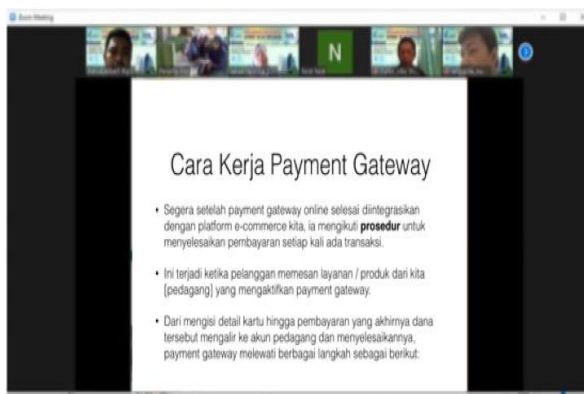 Zoom Meeting
N
Cara Kerja Payment Gateway
• Segera setelah payment gateway online selesai diintegrasikan
dengan platform e-commerce kita, ia mengikuti prosedur untuk
menyelesaikan pembayaran setiap kali ada transaksi.
• Ini terjadi ketika pelanggan memesan layanan / produk dari kita
[pedagang] yang mengaktifkan payment gateway.
• Dari mengisi detail kartu hingga pembayaran yang akhirnya dana
tersebut mengalir ke akun pedagang dan menyelesaikannya,
payment gateway melewati berbagai langkah sebagai berikut: